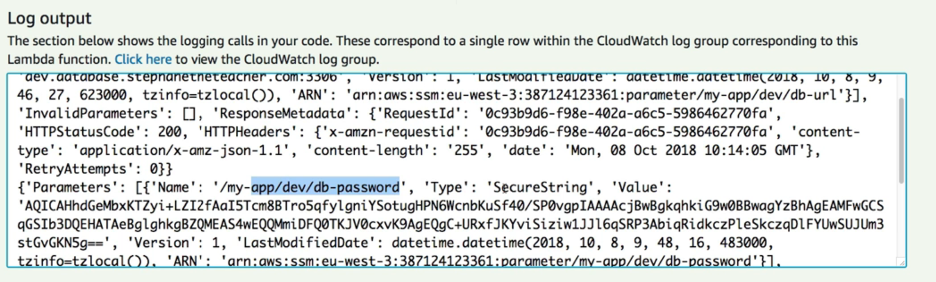 Log output
The section below shows the logging calls in your code. These correspond to a single row within the CloudWatch log group corresponding to this
Lambda function. Click here to view the CloudWatch log group.
'dev.database.stephanetheteacher.com:3306', 'Version': 1, 'LastModifiedDate': datetime.datetime(2018, 10, 8, 9,
46, 27, 623000, tzinfo=tzlocal()), 'ARN': 'arn:aws:ssm:eu-west-3:387124123361:parameter/my-app/dev/db-url'}],
'InvalidParameters': [], 'ResponseMetadata': {'RequestId': '0c93b9d6-f98e-402a-a6c5-5986462770fa',
'HTTPStatusCode': 200, 'HTTPHeaders': {'x-amzn-requestid': '0c93b9d6-f98e-402a-a6c5-5986462770fa', 'content-
type': 'application/x-amz-json-1.1', 'content-length': '255', 'date': 'Mon, 08 Oct 2018 10:14:05 GMT'},
'RetryAttempts': 0}}
{'Parameters': [{'Name': '/my-app/dev/db-password', 'Type': 'SecureString', 'Value':
'AQICAHhdGeMbxKTZyi+LZI2fAaI5Tcm8BTro5qfylgniYSotugHPN6WcnbKuSf40/SP0vgpIAAAAcjBwBgkqhkiG9w0BBwagYzBhAgEAMFwGCS
qGSIb3DQEHATAeBglghkgBZQMEAS4wEQQMmiDFQ0TKJV0cxvK9AgEQgC+URxfJKYviSiziw1JJl6qSRP3AbiqRidkczPleSkczqDlFYUwSUJUm3
stGvGKN5g==', 'Version': 1, 'LastModifiedDate': datetime.datetime(2018, 10, 8, 9, 48, 16, 483000,
tzinfo=tzlocal()), 'ARN': 'arn:aws:ssm:eu-west-3:387124123361:parameter/my-app/dev/db-password'}],